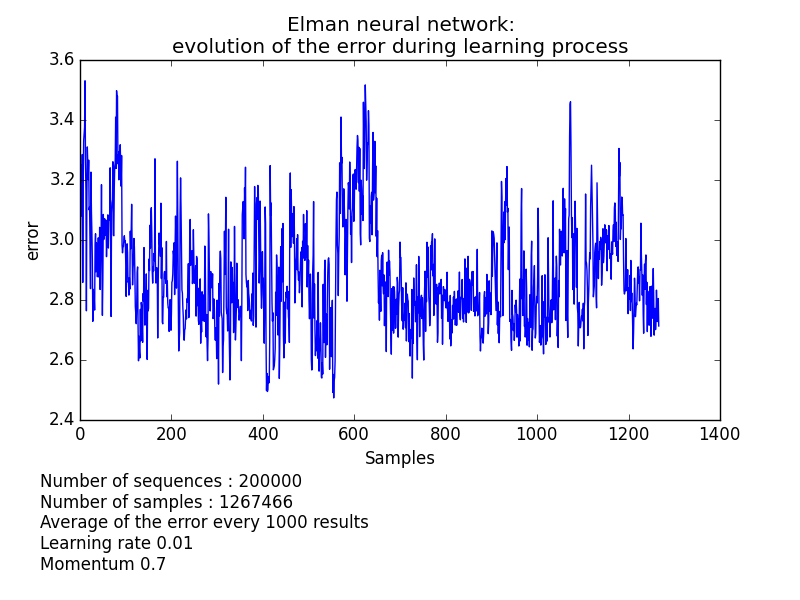 Elman neural network:
evolution of the error during learning process
3.6
3.4
3.2
3.0
2.8
2.6
2.4
error
0 200 400 600 800 1000 1200 1400
Samples
Number of sequences : 200000
Number of samples : 1267466
Average of the error every 1000 results
Learning rate 0.01
Momentum 0.7